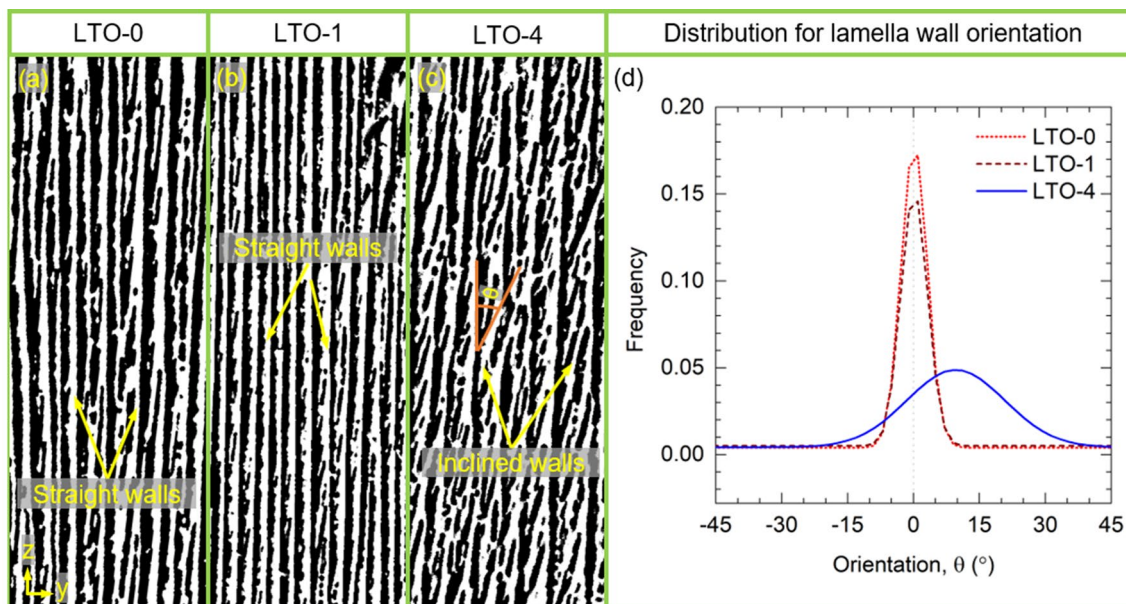 LTO-0
LTO-1
LTO-4
Distribution for lamella wall orientation
(a)
Straight walls
z
y
(b)
Straight walls
(c)
θ
Inclined walls
(d)
0.20
0.15
0.10
0.05
0.00
Frequency
LTO-0
LTO-1
LTO-4
-45 -30 -15 0 15 30 45
Orientation, θ (°)